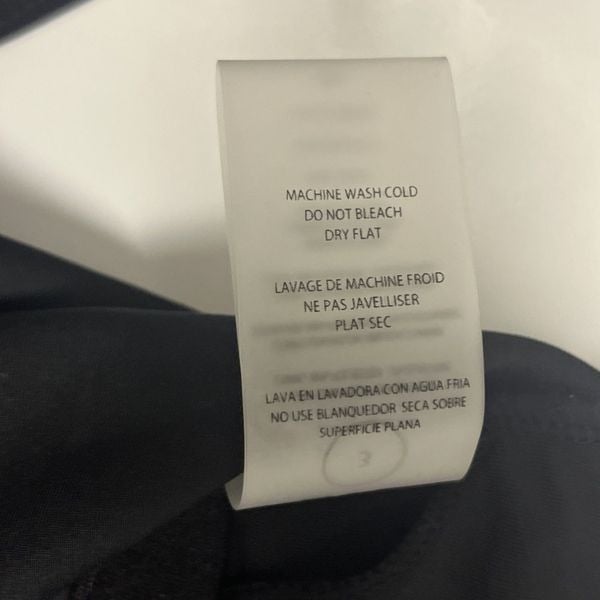 MACHINE WASH COLD
DO NOT BLEACH
DRY FLAT
LAVAGE DE MACHINE FROID
NE PAS JAVELLISER
PLAT SEC
LAVA EN LAVADORA CON AGUA FRIA
NO USE BLANQUEDOR SECA SOBRE
SUPERFICIE PLANA